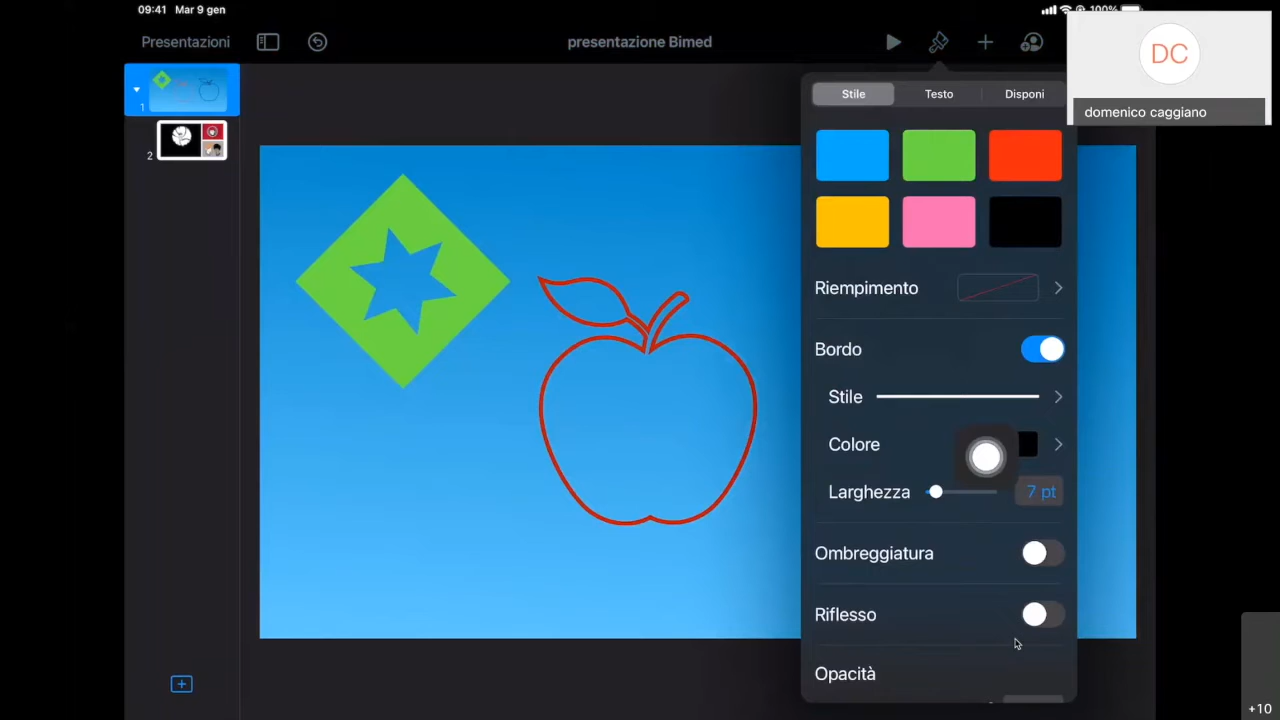 09:41 Mar 9 gen
100%
Presentazioni
presentazione Bimed
DC
domenico caggiano
1
2
Stile
Testo
Disponi
Riempimento
Bordo
Stile
Colore
Larghezza
7 pt
Ombreggiatura
Riflesso
Opacità
+10